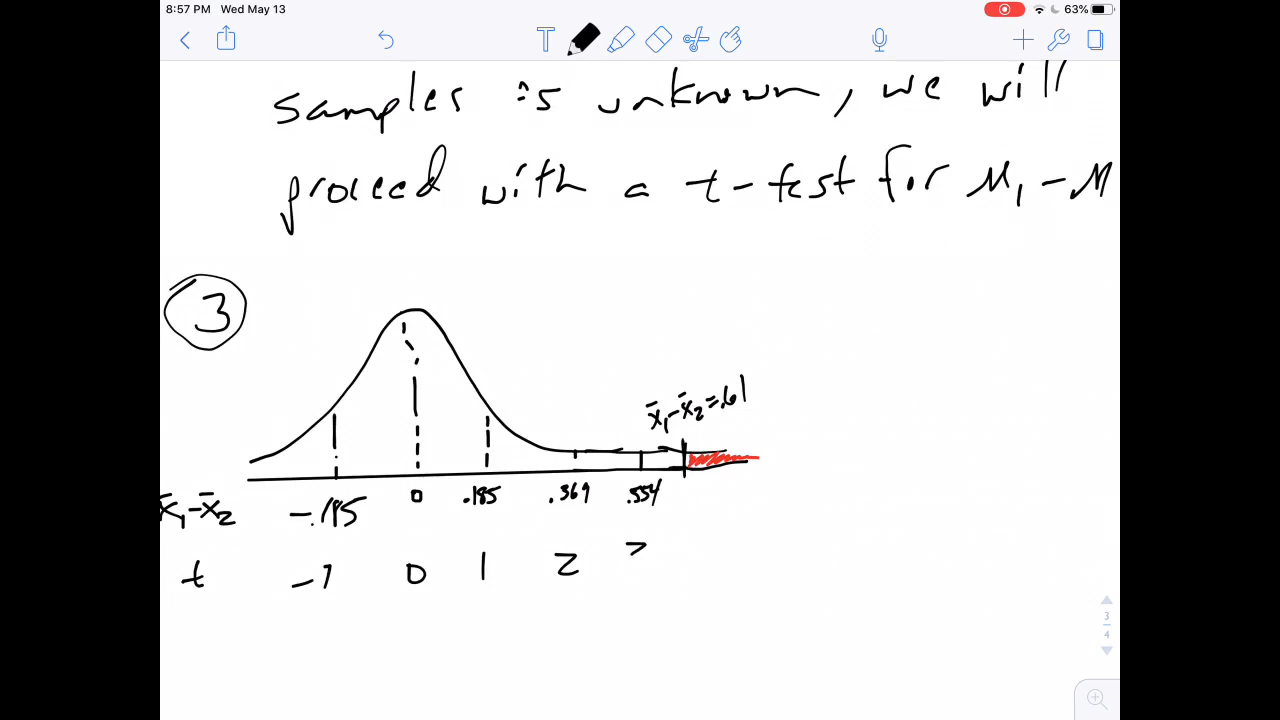 8:57 PM Wed May 13
63%
T
samples is unknown, we will
proceed with a t-test for μ₁-μ
3
x̄₁-x̄₂=.61
x̄₁-x̄₂ -.185 0 .185 .369 .554
t -1 0 1 2
3
4